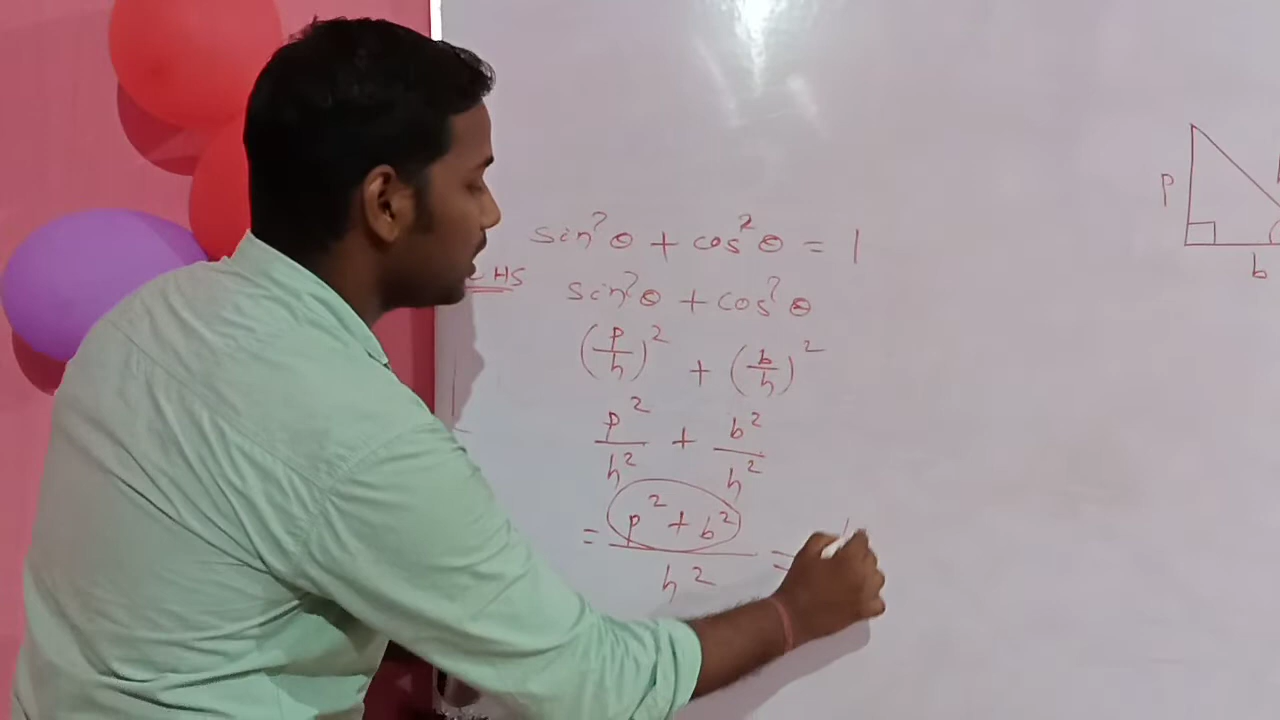 sin²θ + cos²θ = 1
LHS sin²θ + cos²θ
(p/h)² + (b/h)²
p²/h² + b²/h²
= p² + b²/h² =
p
b